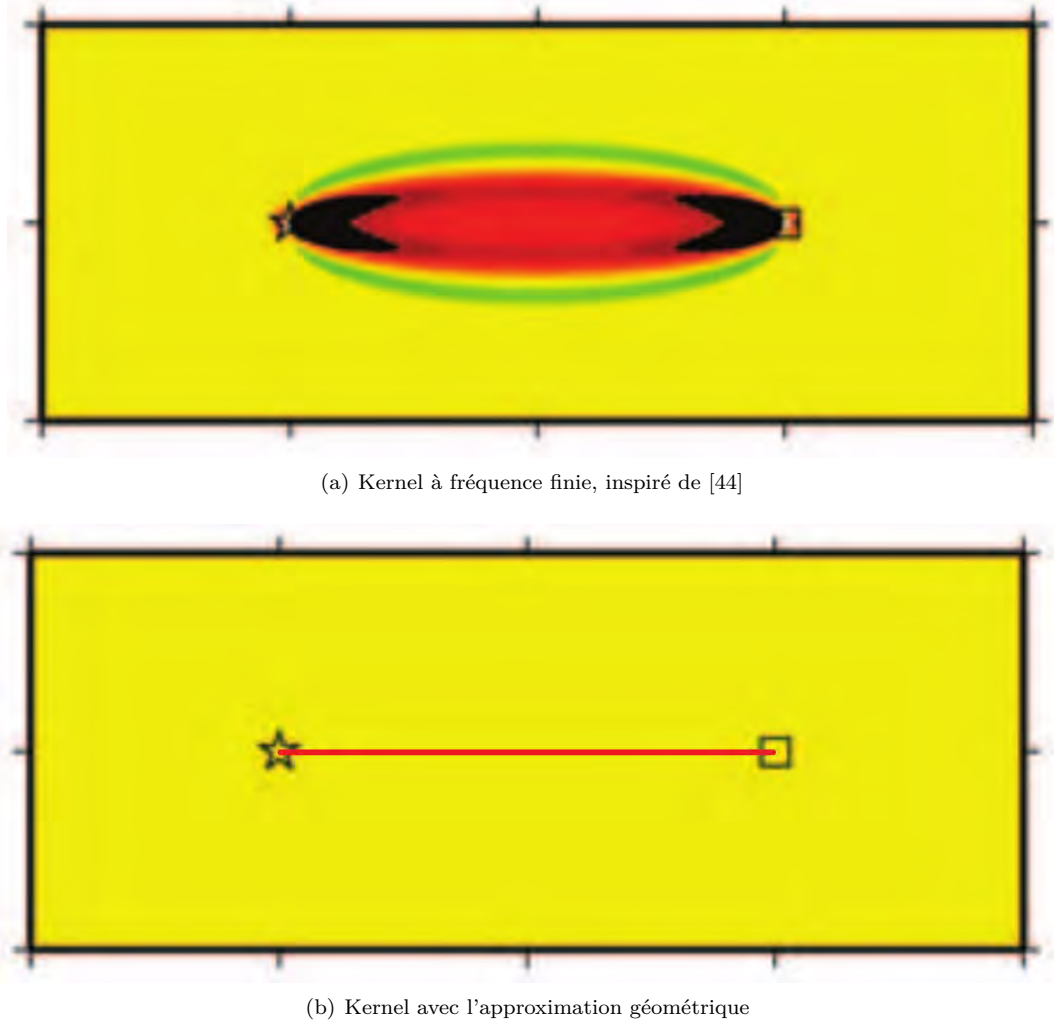 (a) Kernel à fréquence finie, inspiré de [44]
(b) Kernel avec l'approximation géométrique